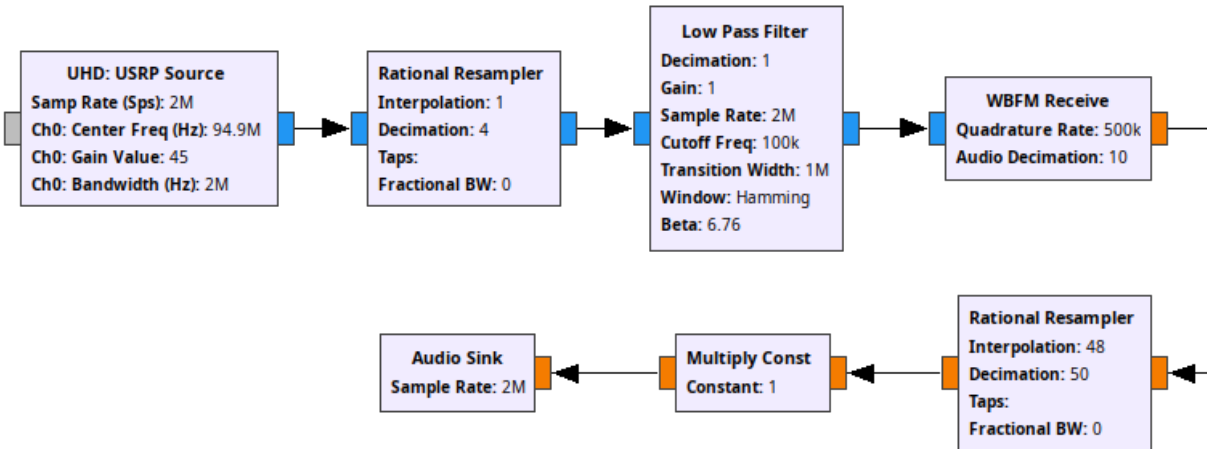 UHD: USRP Source
Samp Rate (Sps): 2M
Ch0: Center Freq (Hz): 94.9M
Ch0: Gain Value: 45
Ch0: Bandwidth (Hz): 2M
Rational Resampler
Interpolation: 1
Decimation: 4
Taps:
Fractional BW: 0
Low Pass Filter
Decimation: 1
Gain: 1
Sample Rate: 2M
Cutoff Freq: 100k
Transition Width: 1M
Window: Hamming
Beta: 6.76
WBFM Receive
Quadrature Rate: 500k
Audio Decimation: 10
Audio Sink
Sample Rate: 2M
Multiply Const
Constant: 1
Rational Resampler
Interpolation: 48
Decimation: 50
Taps:
Fractional BW: 0